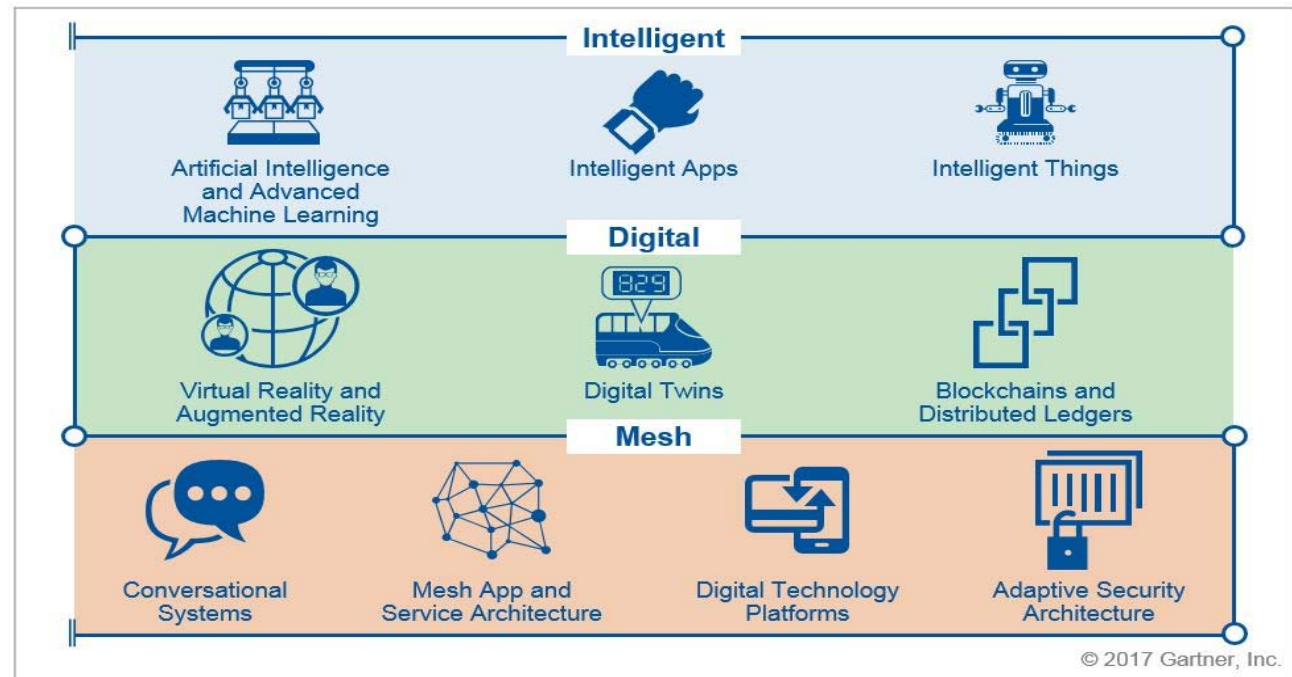 Intelligent
Artificial Intelligence
and Advanced
Machine Learning
Intelligent Apps
Intelligent Things
Digital
829
Virtual Reality and
Augmented Reality
Digital Twins
Blockchains and
Distributed Ledgers
Mesh
Conversational
Systems
Mesh App and
Service Architecture
Digital Technology
Platforms
Adaptive Security
Architecture
© 2017 Gartner, Inc.